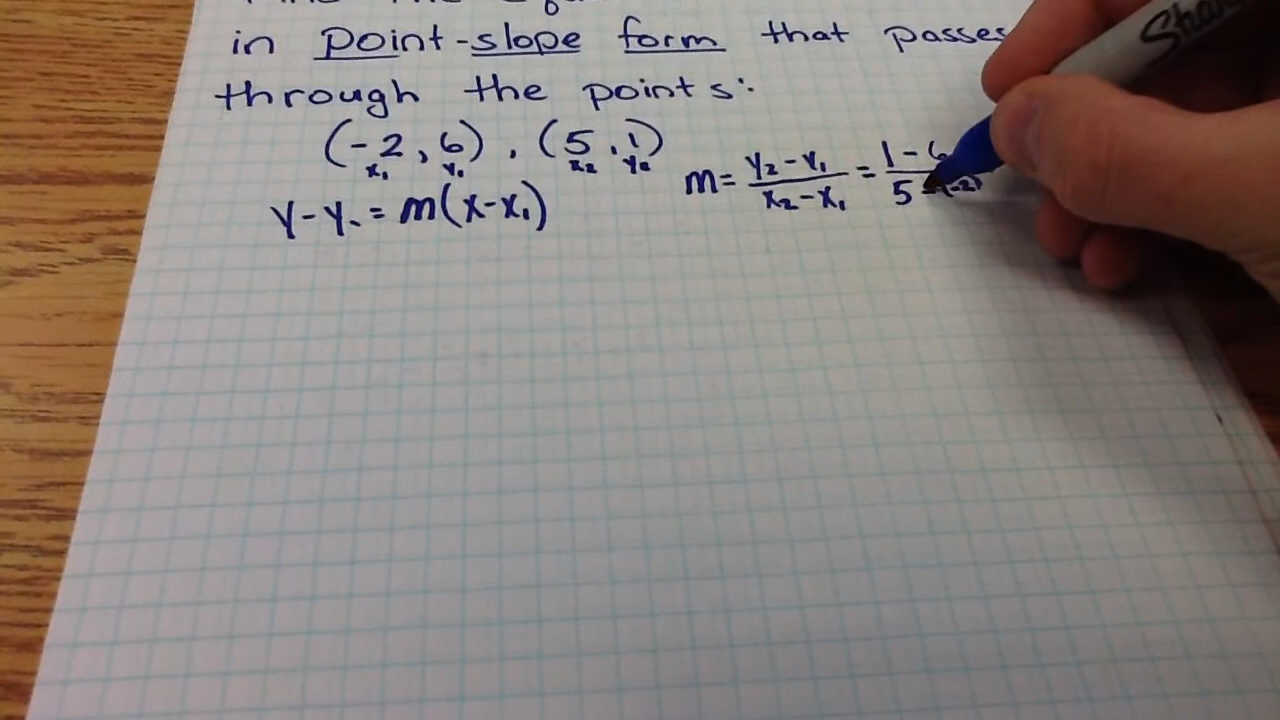 in point-slope form that passes
through the points:
(-2, 6), (5, 1)
x₁ y₁ x₂ y₂
m = y₂-y₁ / x₂-x₁ = 1-6 / 5-(-2)
y-y₁ = m(x-x₁)